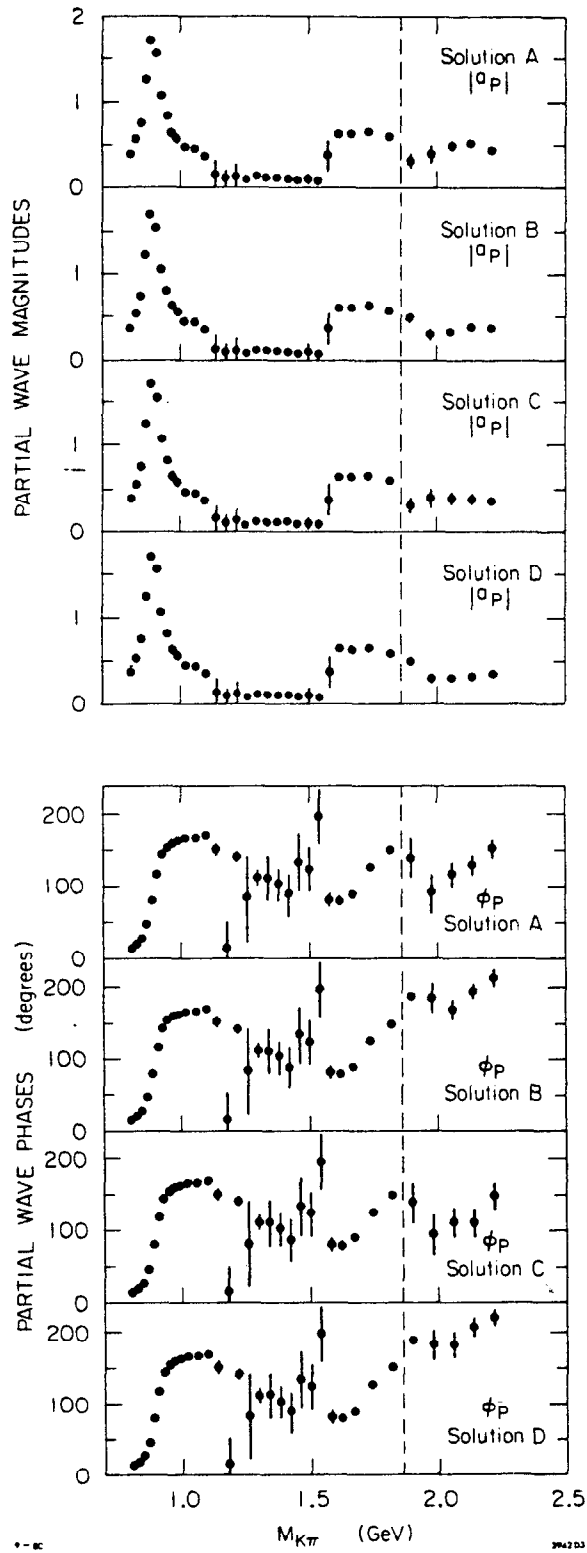 PARTIAL WAVE MAGNITUDES
2
Solution A
|aP|
1
0
Solution B
|aP|
1
0
Solution C
|aP|
1
0
Solution D
|aP|
1
0
PARTIAL WAVE PHASES (degrees)
200
100
ϕP
Solution A
0
200
100
ϕP
Solution B
0
200
100
ϕP
Solution C
0
200
100
ϕP
Solution D
0
1.0 1.5 2.0 2.5
MKπ (GeV)